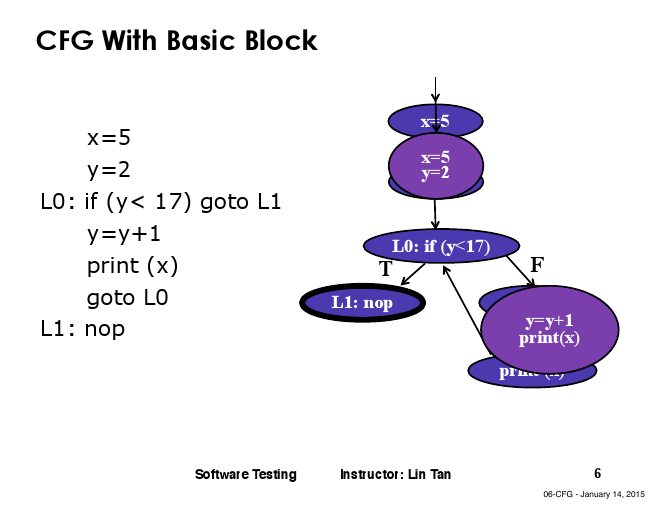 CFG With Basic Block
x=5
y=2
L0: if (y< 17) goto L1
y=y+1
print (x)
goto L0
L1: nop
x=5
x=5
y=2
L0: if (y<17)
T
F
L1: nop
y=y+1
print(x)
print (x)
Software Testing Instructor: Lin Tan 6
06-CFG - January 14, 2015